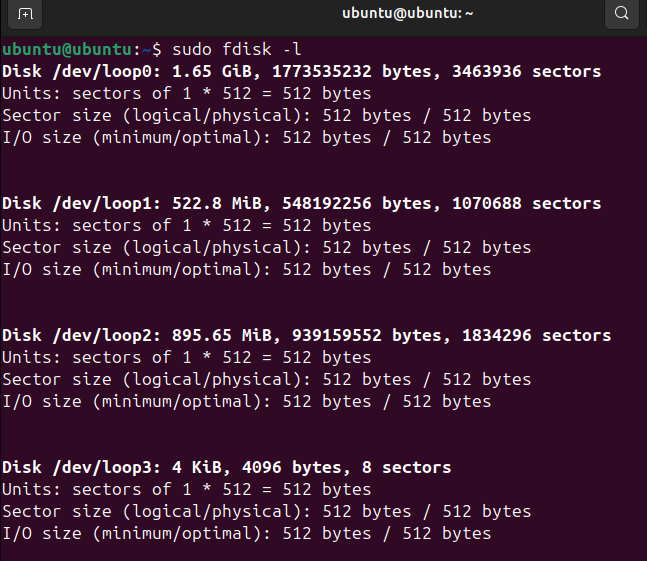 ubuntu@ubuntu: ~
ubuntu@ubuntu:~$ sudo fdisk -l
Disk /dev/loop0: 1.65 GiB, 1773535232 bytes, 3463936 sectors
Units: sectors of 1 * 512 = 512 bytes
Sector size (logical/physical): 512 bytes / 512 bytes
I/O size (minimum/optimal): 512 bytes / 512 bytes
Disk /dev/loop1: 522.8 MiB, 548192256 bytes, 1070688 sectors
Units: sectors of 1 * 512 = 512 bytes
Sector size (logical/physical): 512 bytes / 512 bytes
I/O size (minimum/optimal): 512 bytes / 512 bytes
Disk /dev/loop2: 895.65 MiB, 939159552 bytes, 1834296 sectors
Units: sectors of 1 * 512 = 512 bytes
Sector size (logical/physical): 512 bytes / 512 bytes
I/O size (minimum/optimal): 512 bytes / 512 bytes
Disk /dev/loop3: 4 KiB, 4096 bytes, 8 sectors
Units: sectors of 1 * 512 = 512 bytes
Sector size (logical/physical): 512 bytes / 512 bytes
I/O size (minimum/optimal): 512 bytes / 512 bytes